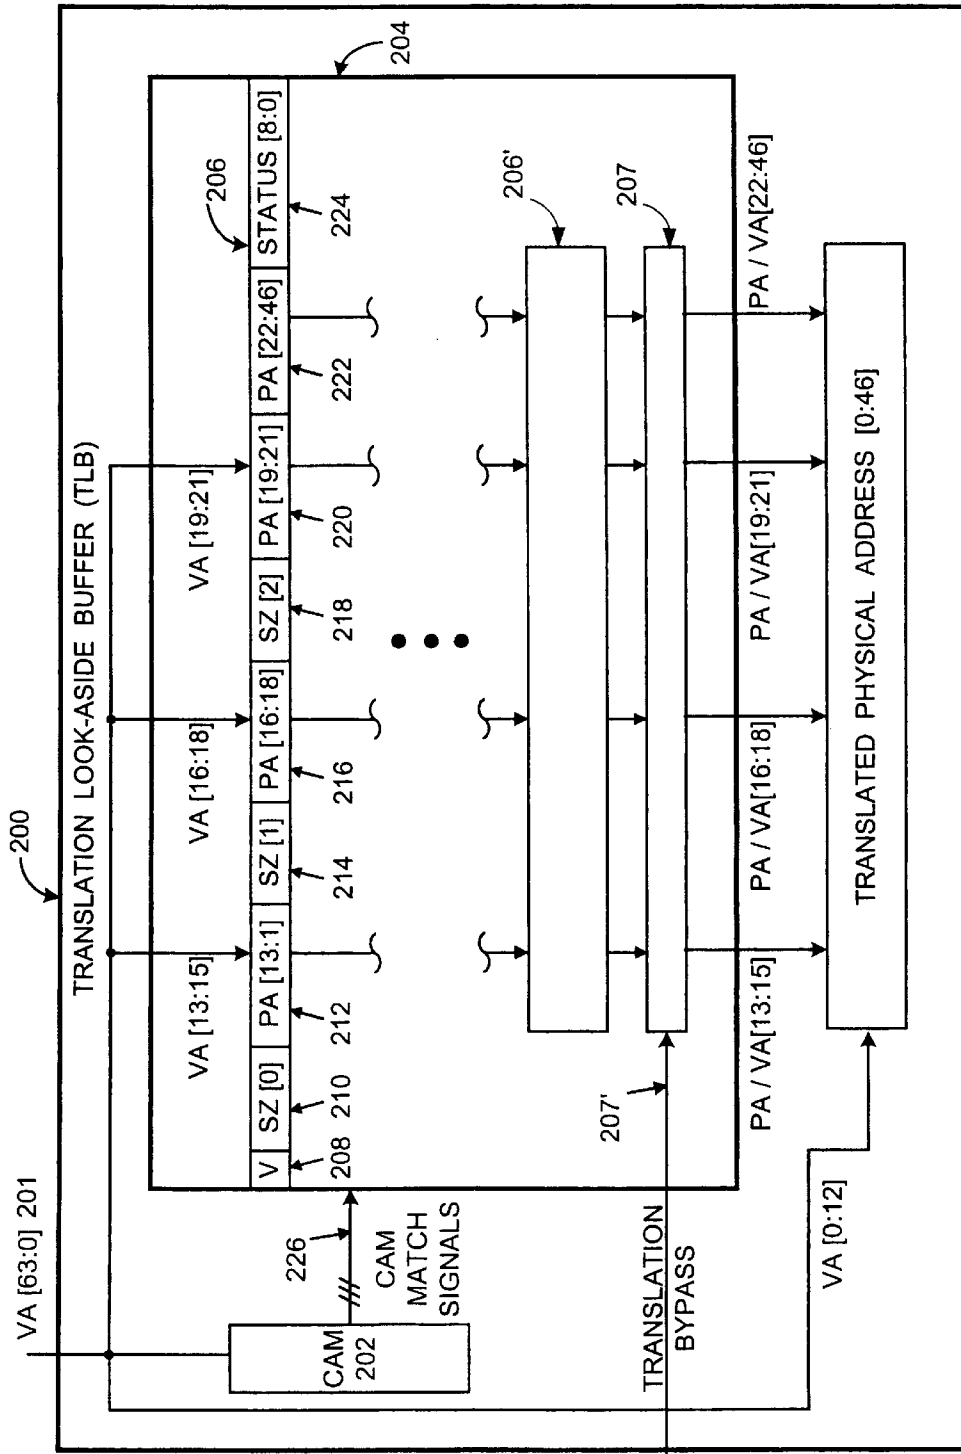 200
TRANSLATION LOOK-ASIDE BUFFER (TLB)
VA [63:0] 201
CAM
202
226
CAM
MATCH
SIGNALS
204
VA [13:15]
VA [16:18]
VA [19:21]
206
V
SZ [0]
PA [13:1]
SZ [1]
PA [16:18]
SZ [2]
PA [19:21]
PA [22:46]
STATUS [8:0]
208
210
212
214
216
218
220
222
224
206'
207
207'
TRANSLATION
BYPASS
PA / VA[13:15]
PA / VA[16:18]
PA / VA[19:21]
PA / VA[22:46]
VA [0:12]
TRANSLATED PHYSICAL ADDRESS [0:46]